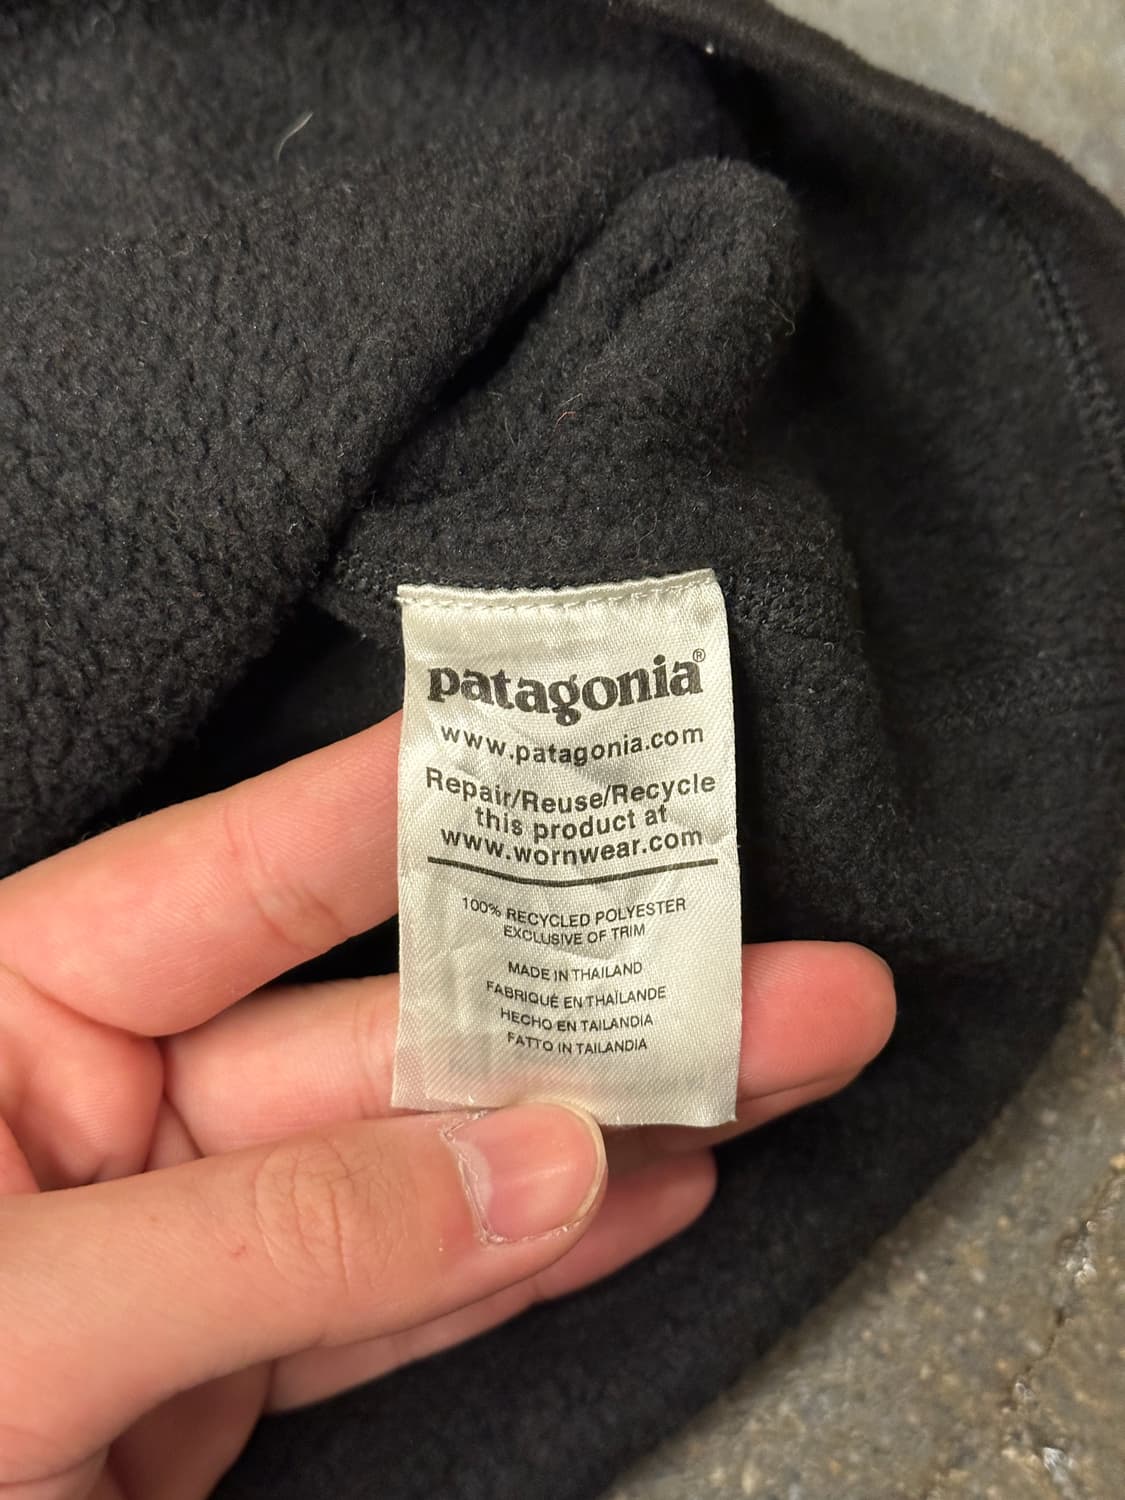 patagonia®
www.patagonia.com
Repair/Reuse/Recycle
this product at
www.wornwear.com
100% RECYCLED POLYESTER
EXCLUSIVE OF TRIM
MADE IN THAILAND
FABRIQUÉ EN THAÏLANDE
HECHO EN TAILANDIA
FATTO IN TAILANDIA